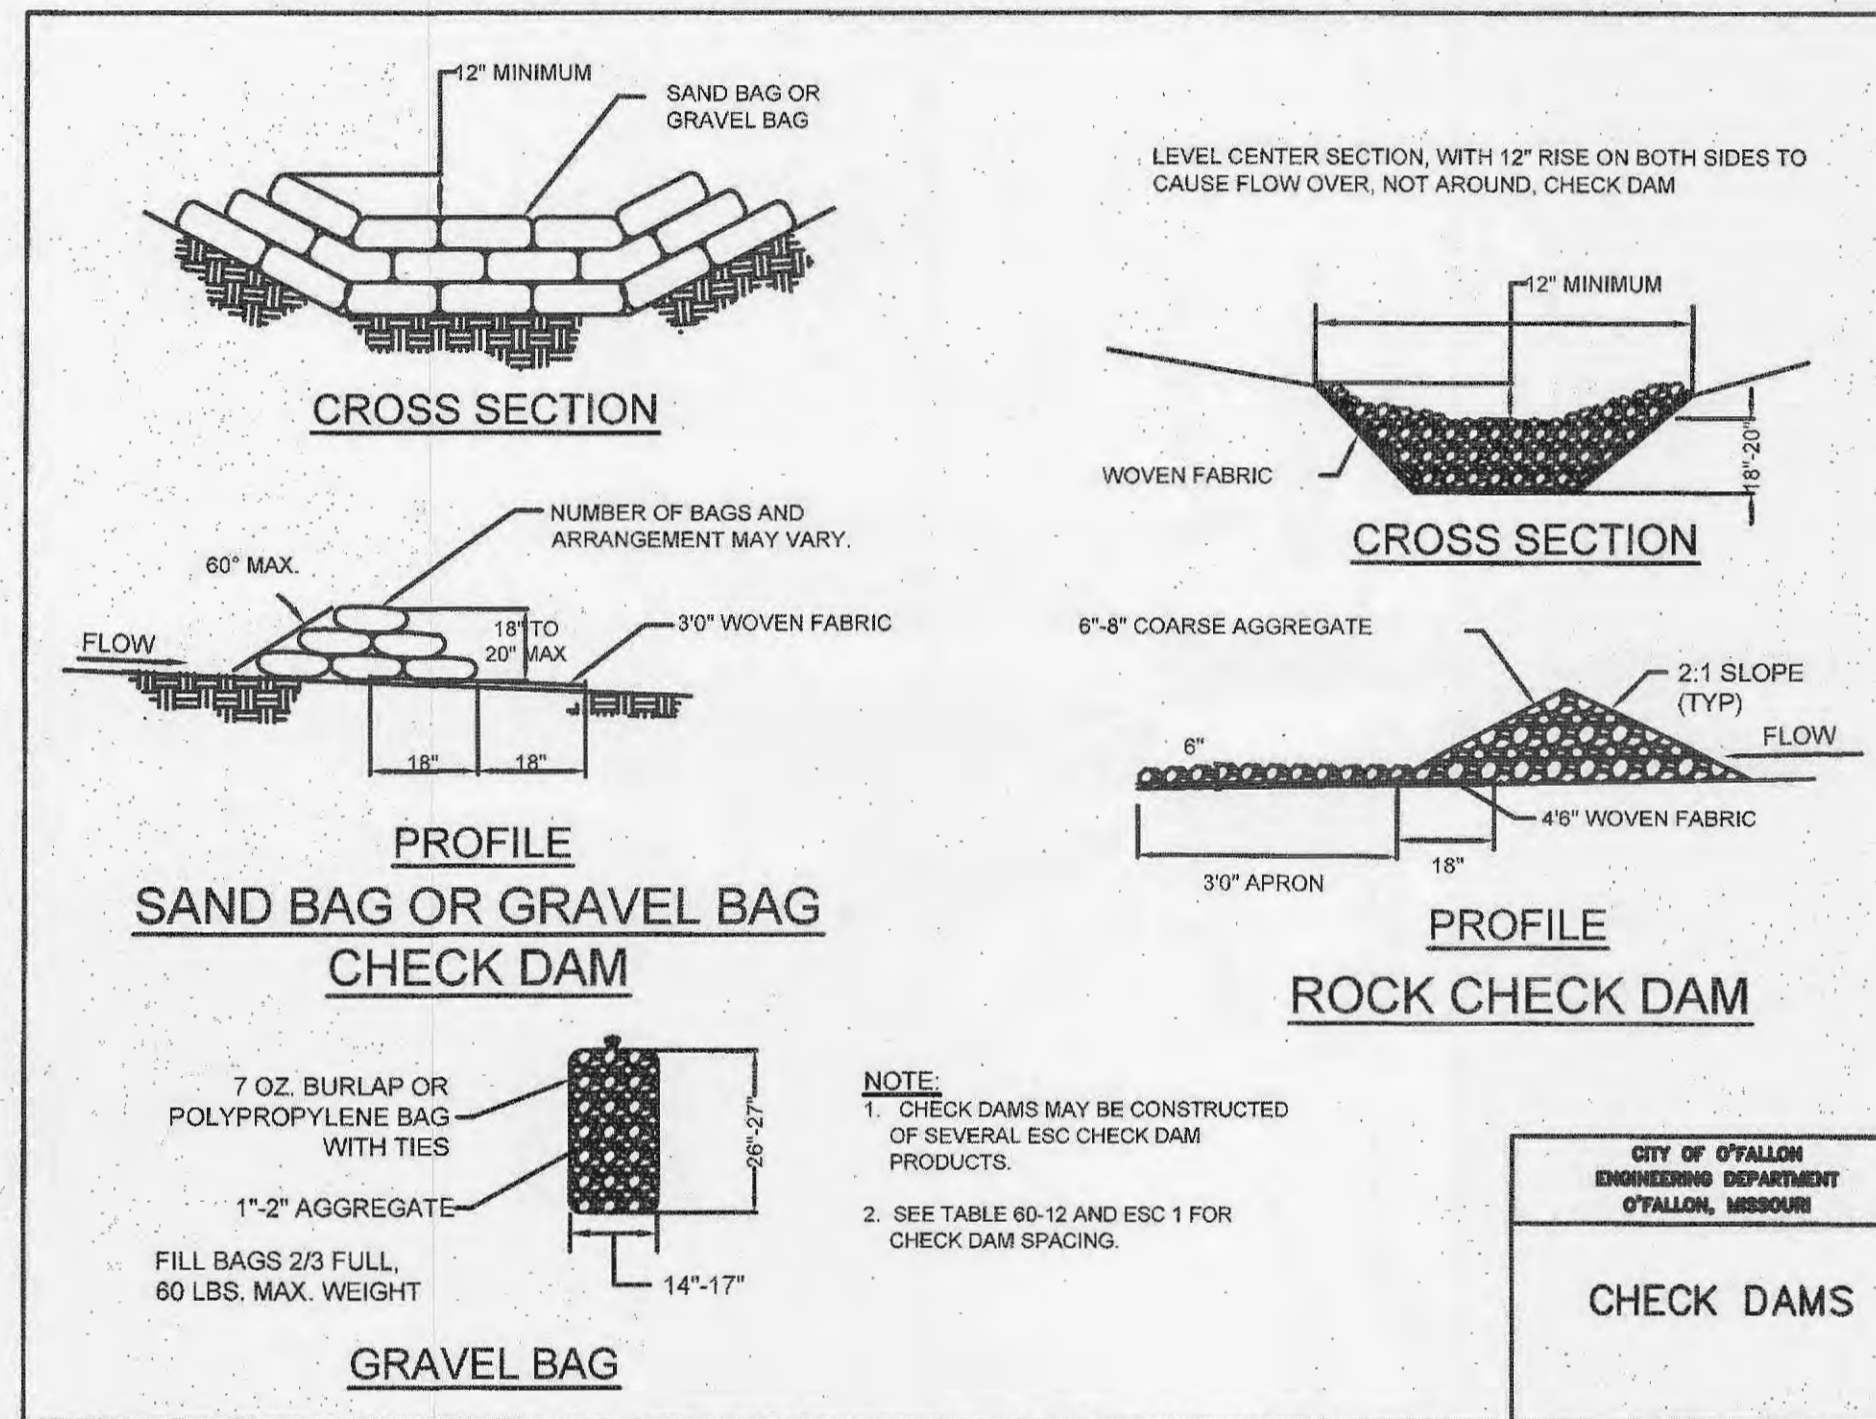 12" MINIMUM
SAND BAG OR
GRAVEL BAG
CROSS SECTION
NUMBER OF BAGS AND
ARRANGEMENT MAY VARY.
60° MAX.
FLOW
18" TO
20" MAX
3'0" WOVEN FABRIC
18"
18"
PROFILE
SAND BAG OR GRAVEL BAG
CHECK DAM
7 OZ. BURLAP OR
POLYPROPYLENE BAG
WITH TIES
1"-2" AGGREGATE
FILL BAGS 2/3 FULL,
60 LBS. MAX. WEIGHT
26"-27"
14"-17"
GRAVEL BAG
LEVEL CENTER SECTION, WITH 12" RISE ON BOTH SIDES TO
CAUSE FLOW OVER, NOT AROUND, CHECK DAM
12" MINIMUM
WOVEN FABRIC
18"-20"
CROSS SECTION
6"-8" COARSE AGGREGATE
2:1 SLOPE
(TYP)
FLOW
6"
4'6" WOVEN FABRIC
18"
3'0" APRON
PROFILE
ROCK CHECK DAM
NOTE:
1. CHECK DAMS MAY BE CONSTRUCTED
OF SEVERAL ESC CHECK DAM
PRODUCTS.
2. SEE TABLE 60-12 AND ESC 1 FOR
CHECK DAM SPACING.
CITY OF O'FALLON
ENGINEERING DEPARTMENT
O'FALLON, MISSOURI
CHECK DAMS